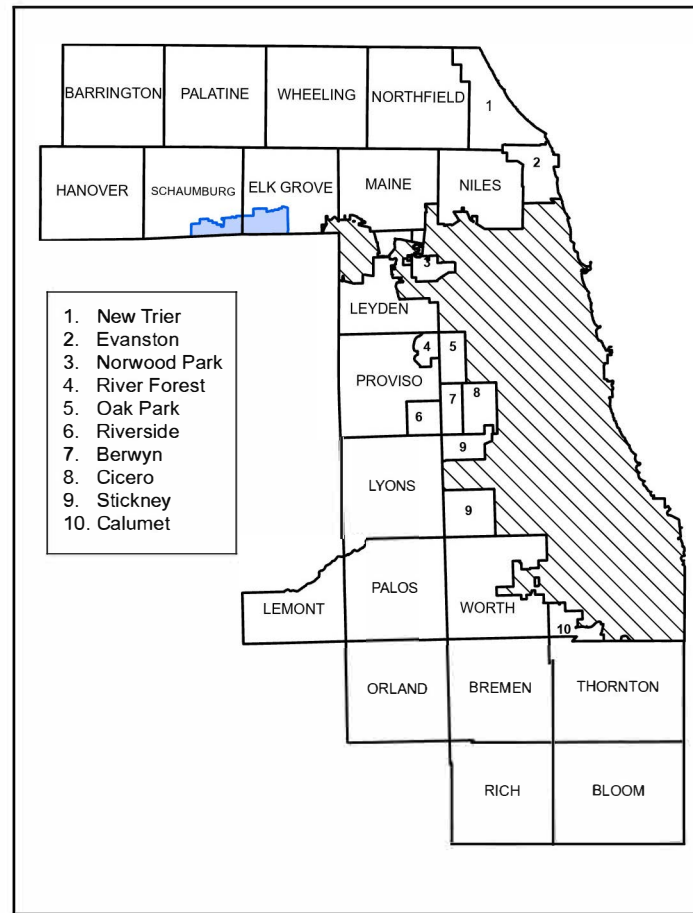 BARRINGTON PALATINE WHEELING NORTHFIELD 1
2
HANOVER SCHAUMBURG ELK GROVE MAINE NILES
3
1. New Trier
2. Evanston
3. Norwood Park
4. River Forest
5. Oak Park
6. Riverside
7. Berwyn
8. Cicero
9. Stickney
10. Calumet
LEYDEN
4 5
PROVISO
7 8
6
9
LYONS
9
PALOS
LEMONT WORTH
10
ORLAND BREMEN THORNTON
RICH BLOOM